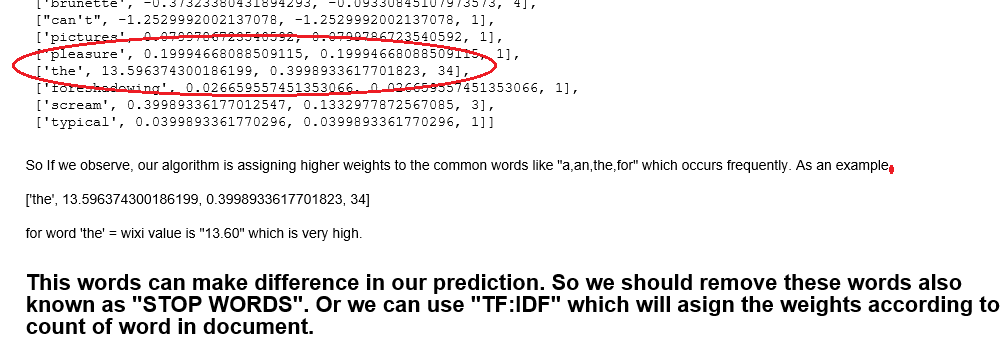 ['brunette', -0.37323380431894293, -0.09330845107973573, 4],
["can't", -1.2529992002137078, -1.2529992002137078, 1],
['pictures', 0.0799786723540592, 0.0799786723540592, 1],
['pleasure', 0.19994668088509115, 0.19994668088509115, 1],
['the', 13.596374300186199, 0.3998933617701823, 34],
['foreshadowing', 0.026659557451353066, 0.026659557451353066, 1],
['scream', 0.39989336177012547, 0.1332977872567085, 3],
['typical', 0.0399893361770296, 0.0399893361770296, 1]]
So If we observe, our algorithm is assigning higher weights to the common words like "a,an,the,for" which occurs frequently. As an example,
['the', 13.596374300186199, 0.3998933617701823, 34]
for word 'the' = wixi value is "13.60" which is very high.
This words can make difference in our prediction. So we should remove these words also
known as "STOP WORDS". Or we can use "TF:IDF" which will asign the weights according to
count of word in document.